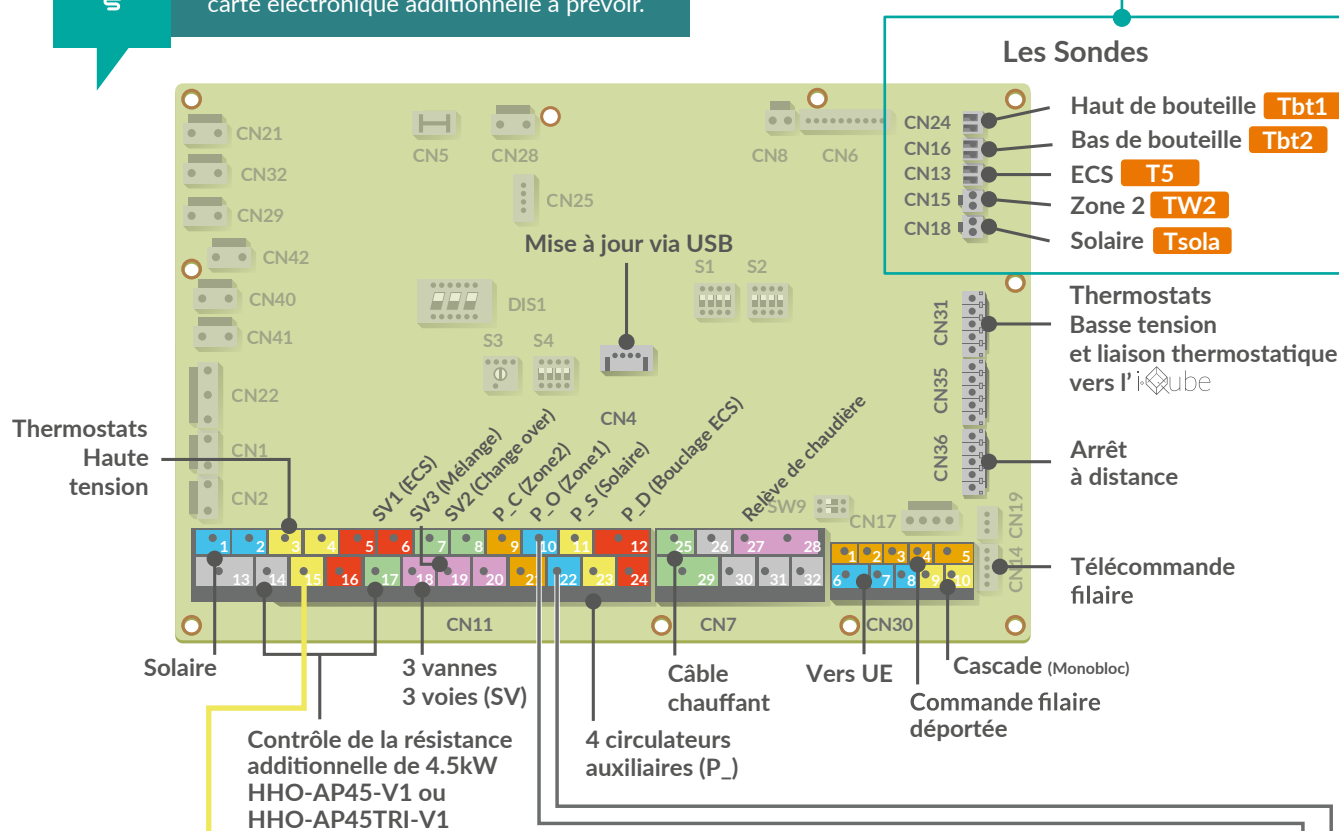 carte électronique additionnelle à prévoir.
Les Sondes
Haut de bouteille Tbt1
Bas de bouteille Tbt2
ECS T5
Zone 2 TW2
Solaire Tsola
CN21
CN32
CN29
CN42
CN40
CN41
CN22
CN1
CN2
CN5
CN28
CN25
CN8
CN6
CN24
CN16
CN13
CN15
CN18
Mise à jour via USB
S1
S2
DIS1
S3
S4
CN4
CN31
CN35
CN36
CN19
CN14
SW9
CN17
Thermostats
Basse tension
et liaison thermostatique
vers l' iQube
Arrêt
à distance
Télécommande
filaire
Thermostats
Haute
tension
SV1 (ECS)
SV3 (Mélange)
SV2 (Change over)
P_C (Zone2)
P_O (Zone1)
P_S (Solaire)
P_D (Bouclage ECS)
Relève de chaudière
1 2 3 4 5 6 7 8 9 10 11 12
13 14 15 16 17 18 19 20 21 22 23 24
25 26 27 28
29 30 31 32
1 2 3 4 5
6 7 8 9 10
CN11
CN7
CN30
Solaire
3 vannes
3 voies (SV)
Câble
chauffant
Vers UE
Cascade (Monobloc)
Commande filaire
déportée
4 circulateurs
auxiliaires (P_)
Contrôle de la résistance
additionnelle de 4.5kW
HHO-AP45-V1 ou
HHO-AP45TRI-V1